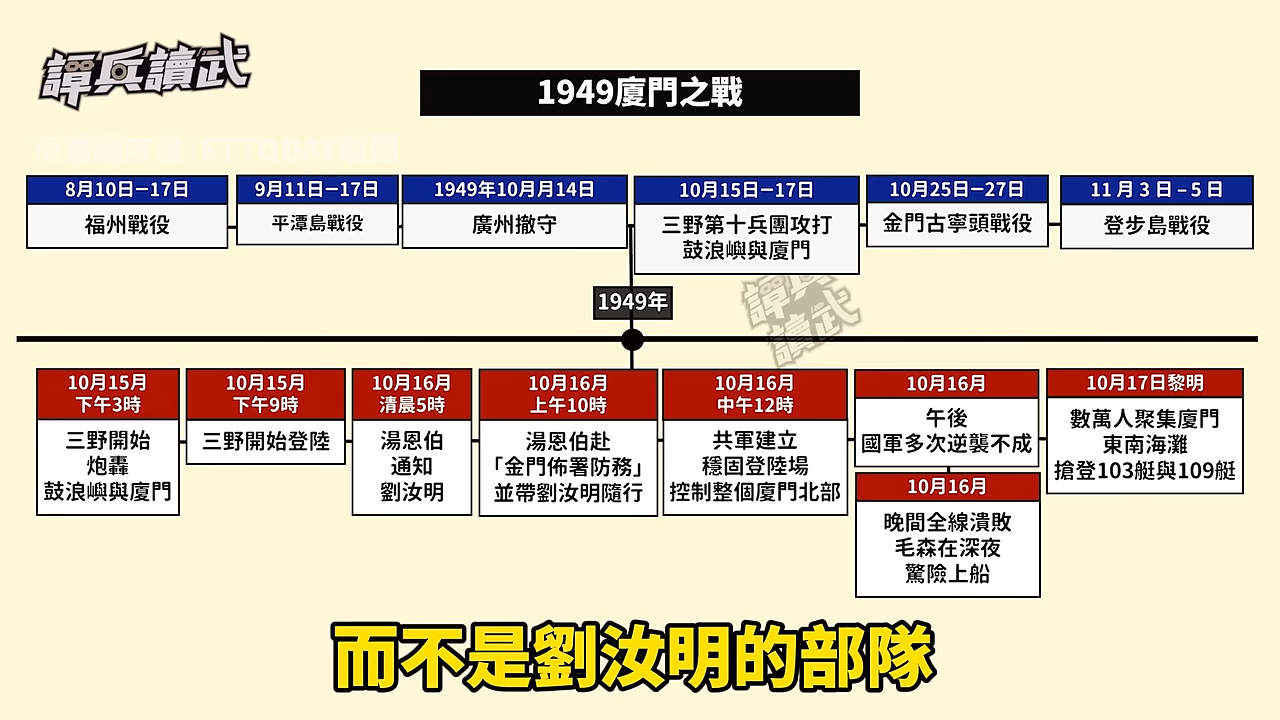 譚兵讀武
1949廈門之戰
8月10日–17日
福州戰役
9月11日–17日
平潭島戰役
1949年10月月14日
廣州撤守
10月15日–17日
三野第十兵團攻打
鼓浪嶼與廈門
10月25日–27日
金門古寧頭戰役
11月3日–5日
登步島戰役
1949年
譚兵
讀武
10月15月
下午3時
三野開始
炮轟
鼓浪嶼與廈門
10月15月
下午9時
三野開始登陸
10月16月
清晨5時
湯恩伯
通知
劉汝明
10月16月
上午10時
湯恩伯赴
「金門佈署防務」
並帶劉汝明隨行
10月16月
中午12時
共軍建立
穩固登陸場
控制整個廈門北部
10月16月
午後
國軍多次逆襲不成
10月16月
晚間全線潰敗
毛森在深夜
驚險上船
10月17日黎明
數萬人聚集廈門
東南海灘
搶登103艇與109艇
而不是劉汝明的部隊